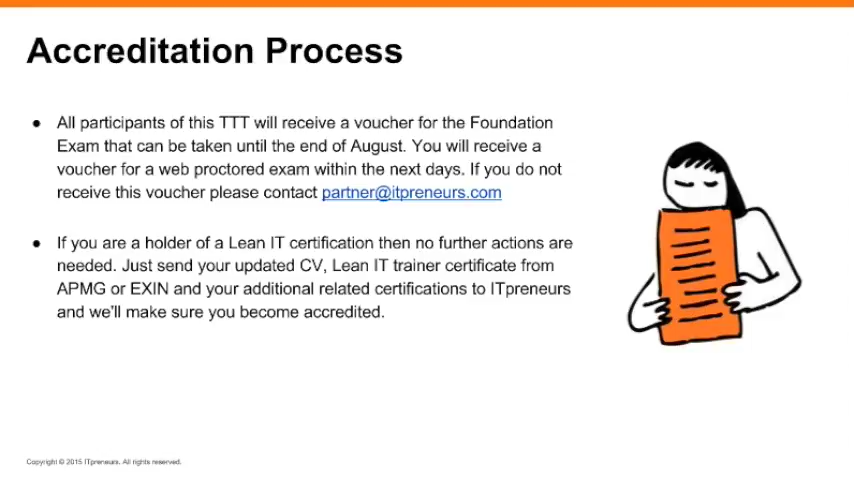 Accreditation Process
● All participants of this TTT will receive a voucher for the Foundation
Exam that can be taken until the end of August. You will receive a
voucher for a web proctored exam within the next days. If you do not
receive this voucher please contact partner@itpreneurs.com
● If you are a holder of a Lean IT certification then no further actions are
needed. Just send your updated CV, Lean IT trainer certificate from
APMG or EXIN and your additional related certifications to ITpreneurs
and we'll make sure you become accredited.
Copyright © 2015 ITpreneurs. All rights reserved.